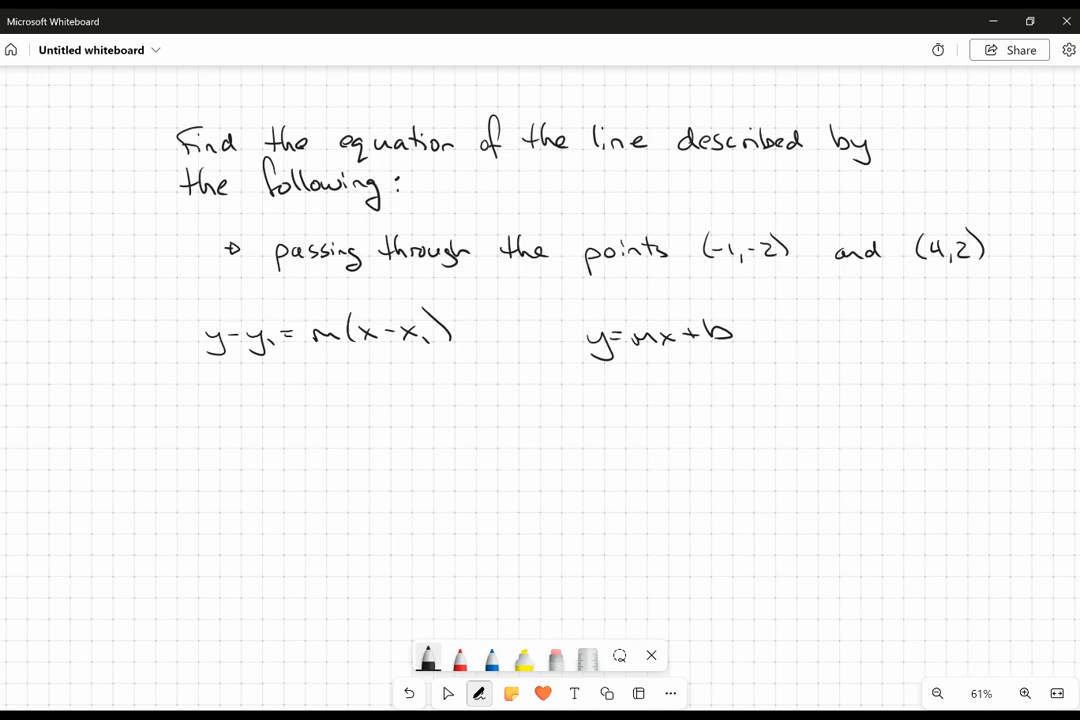 Microsoft Whiteboard
Untitled whiteboard
Share
Find the equation of the line described by
the following:
→ passing through the points (-1,-2) and (4,2)
y-y₁ = m(x-x₁) y=mx+b
T
61%